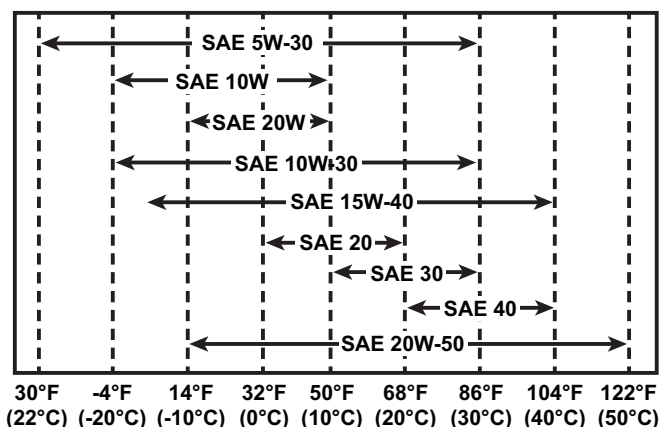 SAE 5W-30
SAE 10W
SAE 20W
SAE 10W-30
SAE 15W-40
SAE 20
SAE 30
SAE 40
SAE 20W-50
30°F -4°F 14°F 32°F 50°F 68°F 86°F 104°F 122°F
(22°C) (-20°C) (-10°C) (0°C) (10°C) (20°C) (30°C) (40°C) (50°C)